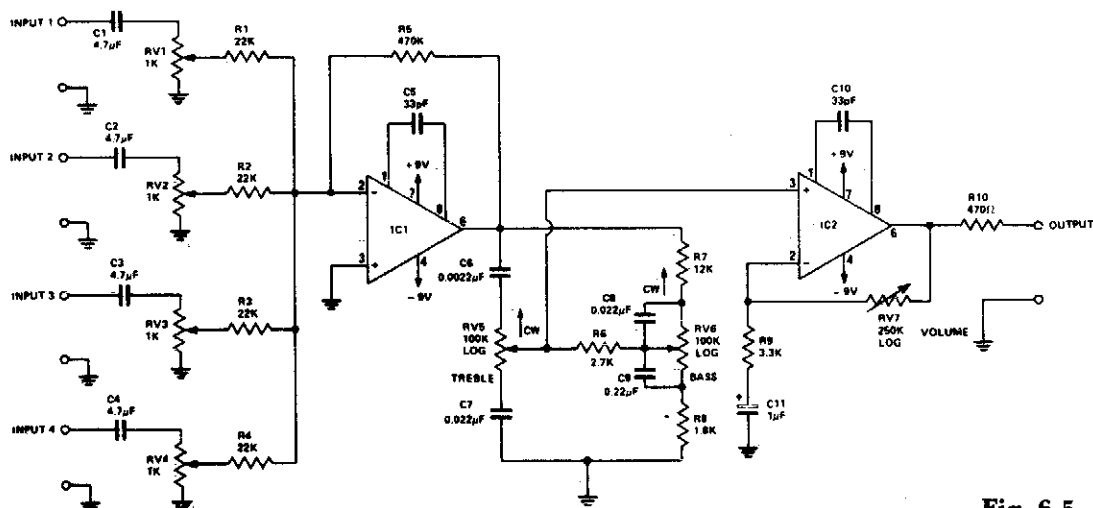 INPUT 1
C1
4.7µF
RV1
1K
R1
22K
INPUT 2
C2
4.7µF
RV2
1K
R2
22K
INPUT 3
C3
4.7µF
RV3
1K
R3
22K
INPUT 4
C4
4.7µF
RV4
1K
R4
22K
R5
470K
C5
33pF
1
+9V
7
8
2
-
IC1
6
3
+
4
-9V
C6
0.0022µF
CW
RV5
100K
LOG
TREBLE
C7
0.022µF
R6
2.7K
R7
12K
CW
C8
0.022µF
RV6
100K
LOG
BASS
C9
0.22µF
R8
1.8K
C10
33pF
1
+9V
7
8
3
+
IC2
6
2
-
4
-9V
R10
470Ω
OUTPUT
RV7
250K
LOG
VOLUME
R9
3.3K
+
C11
1µF
Fig. 6-5